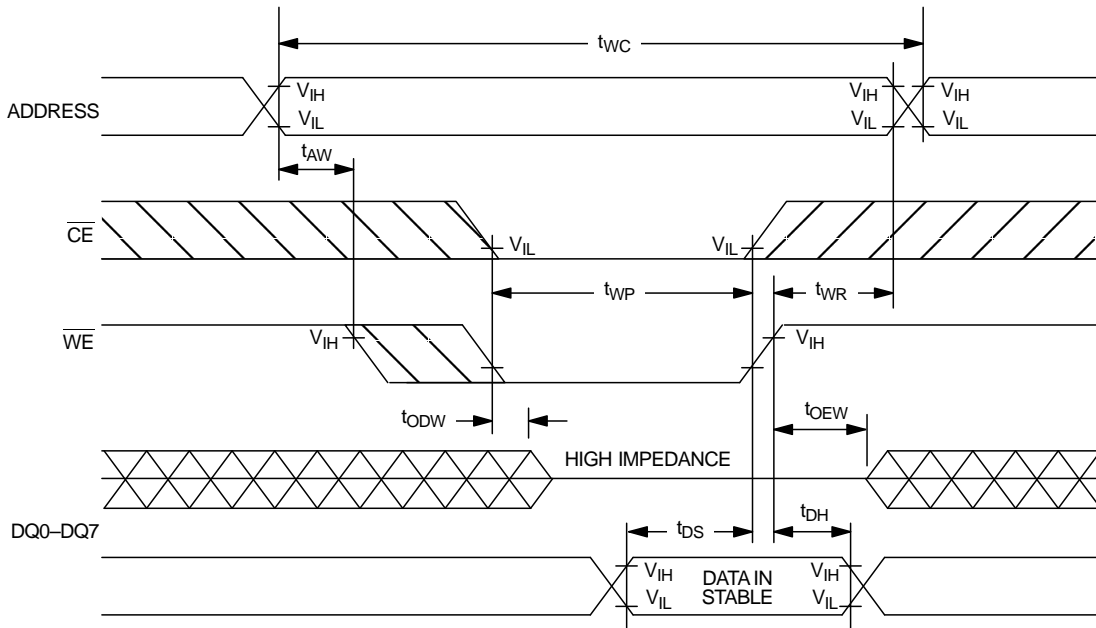 tWC
VIH VIH VIH
ADDRESS
VIL VIL VIL
tAW
CE
VIL VIL
tWP tWR
WE
VIH VIH
tODW tOEW
HIGH IMPEDANCE
DQ0–DQ7
tDS tDH
VIH DATA IN VIH
VIL STABLE VIL